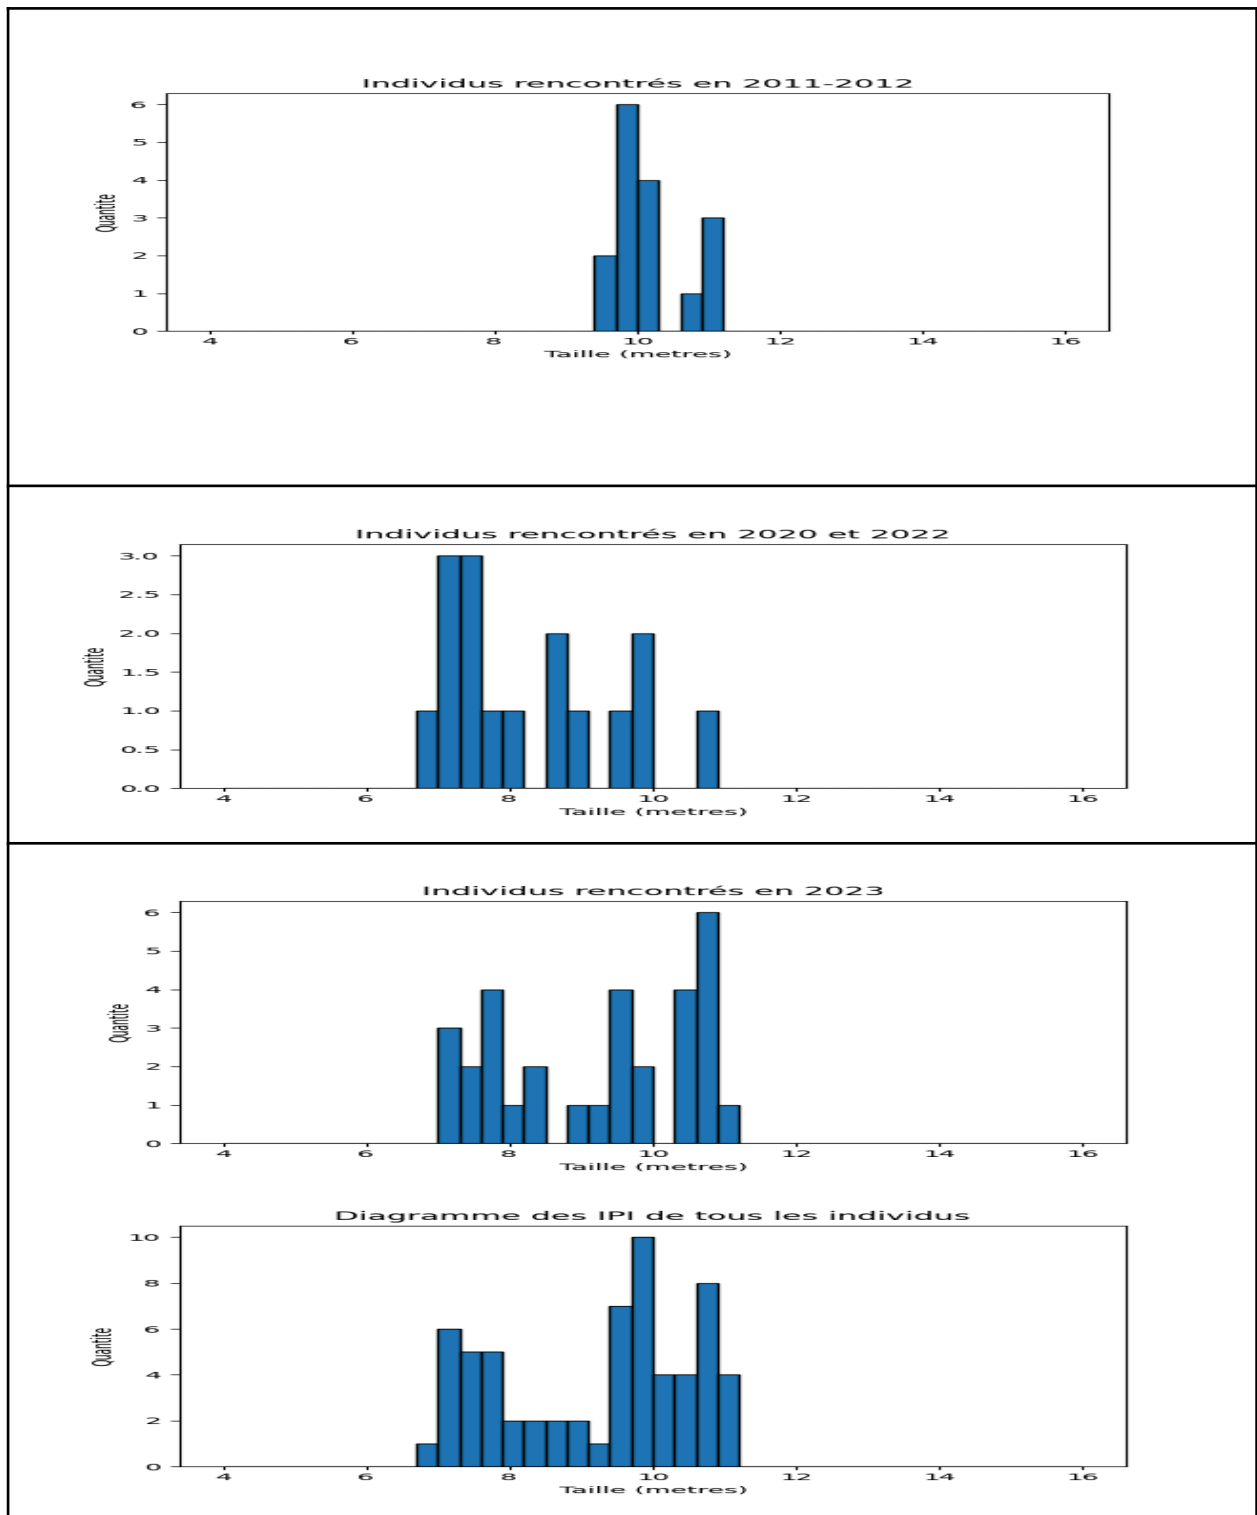 Individus rencontrés en 2011-2012
6
5
4
3
2
1
0
Quantite
4 6 8 10 12 14 16
Taille (metres)
Individus rencontrés en 2020 et 2022
3.0
2.5
2.0
1.5
1.0
0.5
0.0
Quantite
4 6 8 10 12 14 16
Taille (metres)
Individus rencontrés en 2023
6
5
4
3
2
1
0
Quantite
4 6 8 10 12 14 16
Taille (metres)
Diagramme des IPI de tous les individus
10
8
6
4
2
0
Quantite
4 6 8 10 12 14 16
Taille (metres)